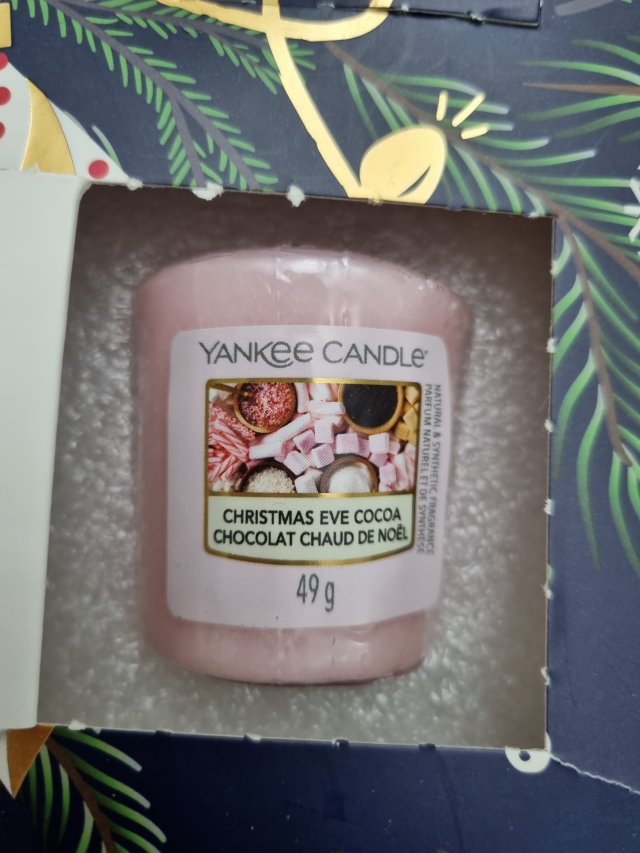 YANKEE CANDLE®
CHRISTMAS EVE COCOA
CHOCOLAT CHAUD DE NOËL
49 g
NATURAL & SYNTHETIC FRAGRANCE
PARFUM NATUREL ET DE SYNTHÈSE